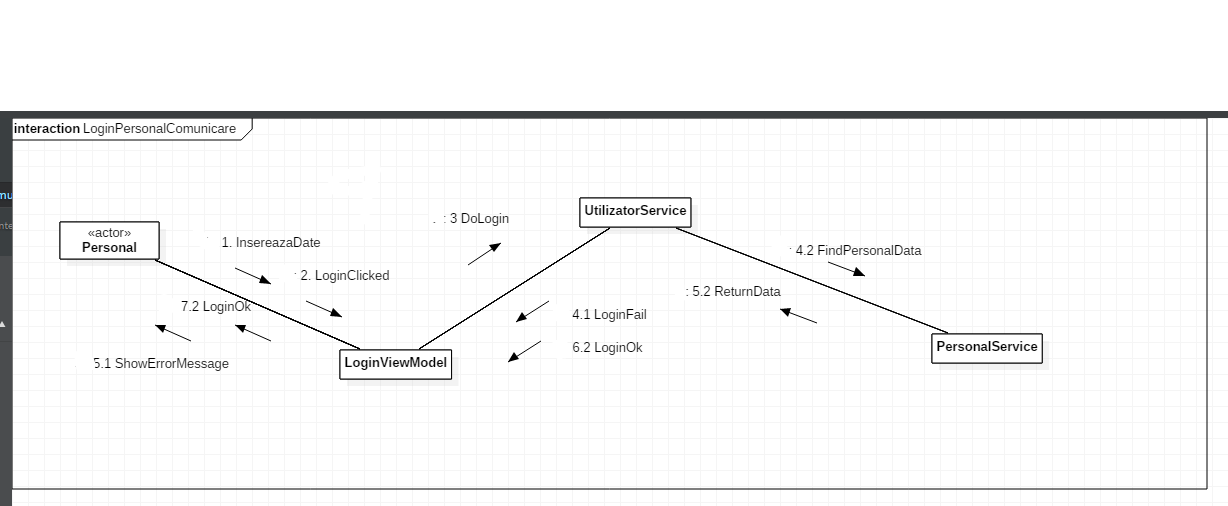 interaction LoginPersonalComunicare
UtilizatorService
: 3 DoLogin
«actor»
Personal
1. InsereazaDate
: 4.2 FindPersonalData
2. LoginClicked
: 5.2 ReturnData
7.2 LoginOk
4.1 LoginFail
6.2 LoginOk
PersonalService
5.1 ShowErrorMessage
LoginViewModel